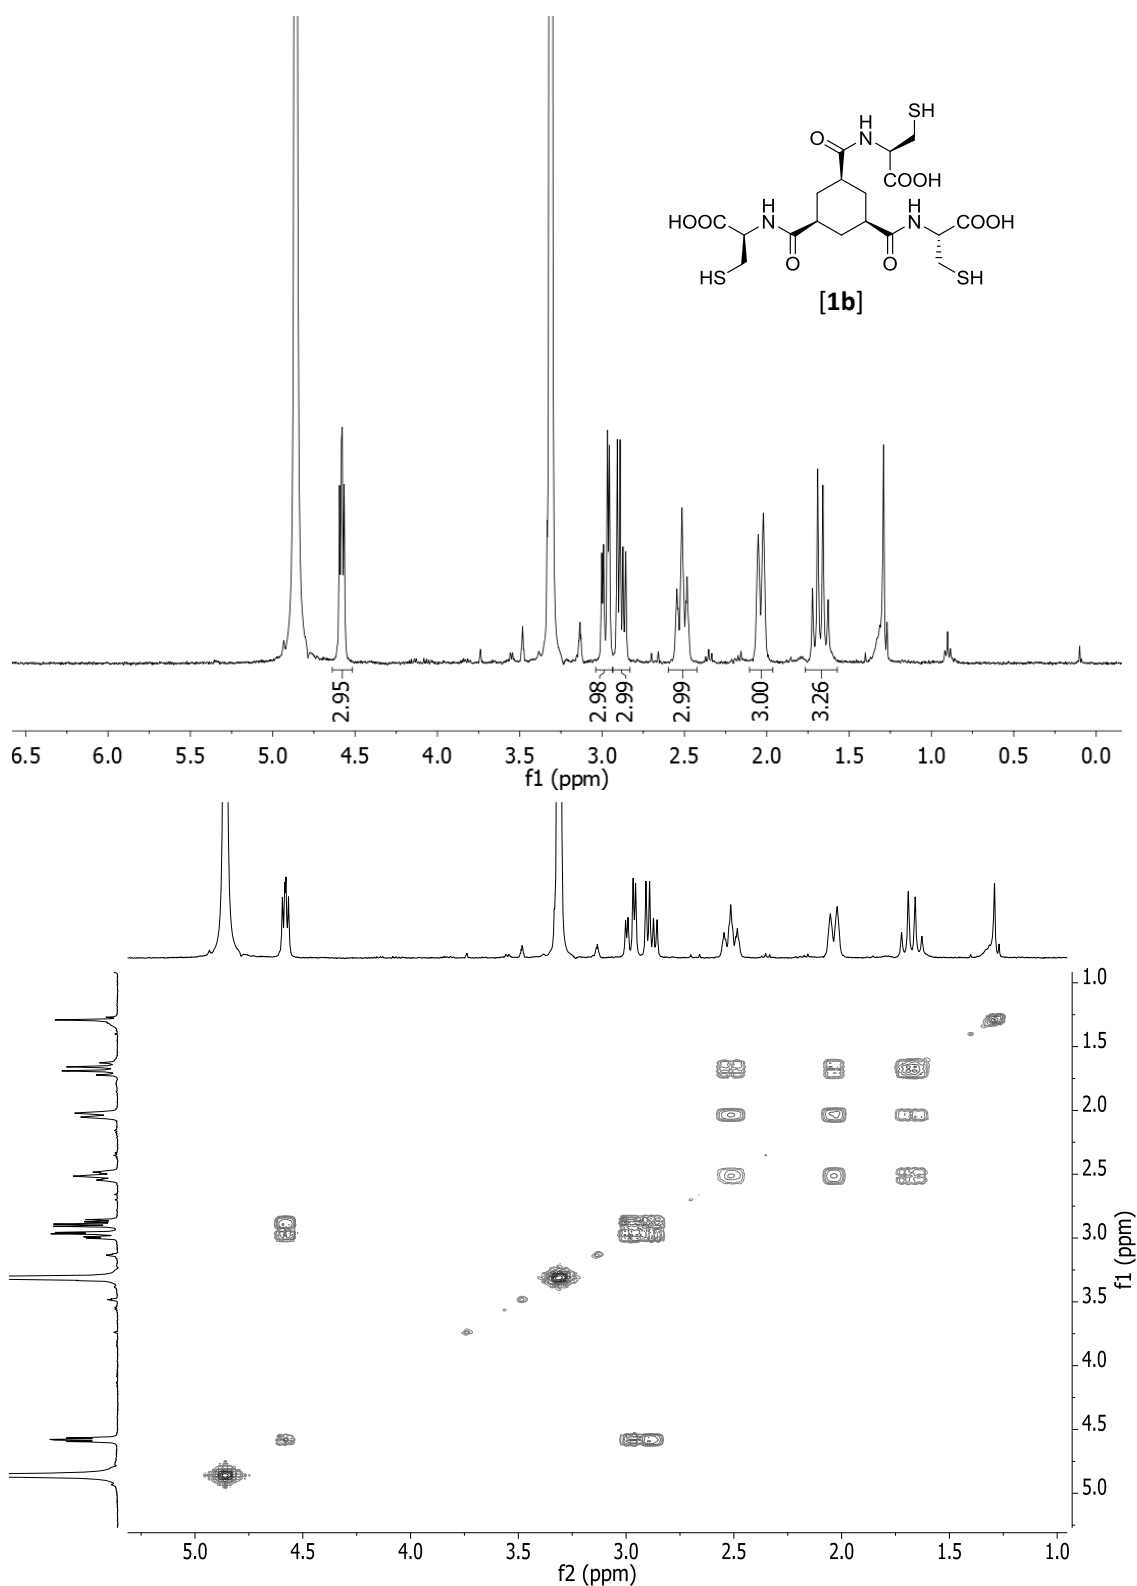 SH
H
O N
COOH
H H
HOOC N N COOH
O O
HS SH
[1b]
2.95 2.98 2.99 2.99 3.00 3.26
6.5 6.0 5.5 5.0 4.5 4.0 3.5 3.0 2.5 2.0 1.5 1.0 0.5 0.0
f1 (ppm)
1.0
1.5
2.0
2.5
3.0
3.5
4.0
4.5
5.0
f1 (ppm)
5.0 4.5 4.0 3.5 3.0 2.5 2.0 1.5 1.0
f2 (ppm)